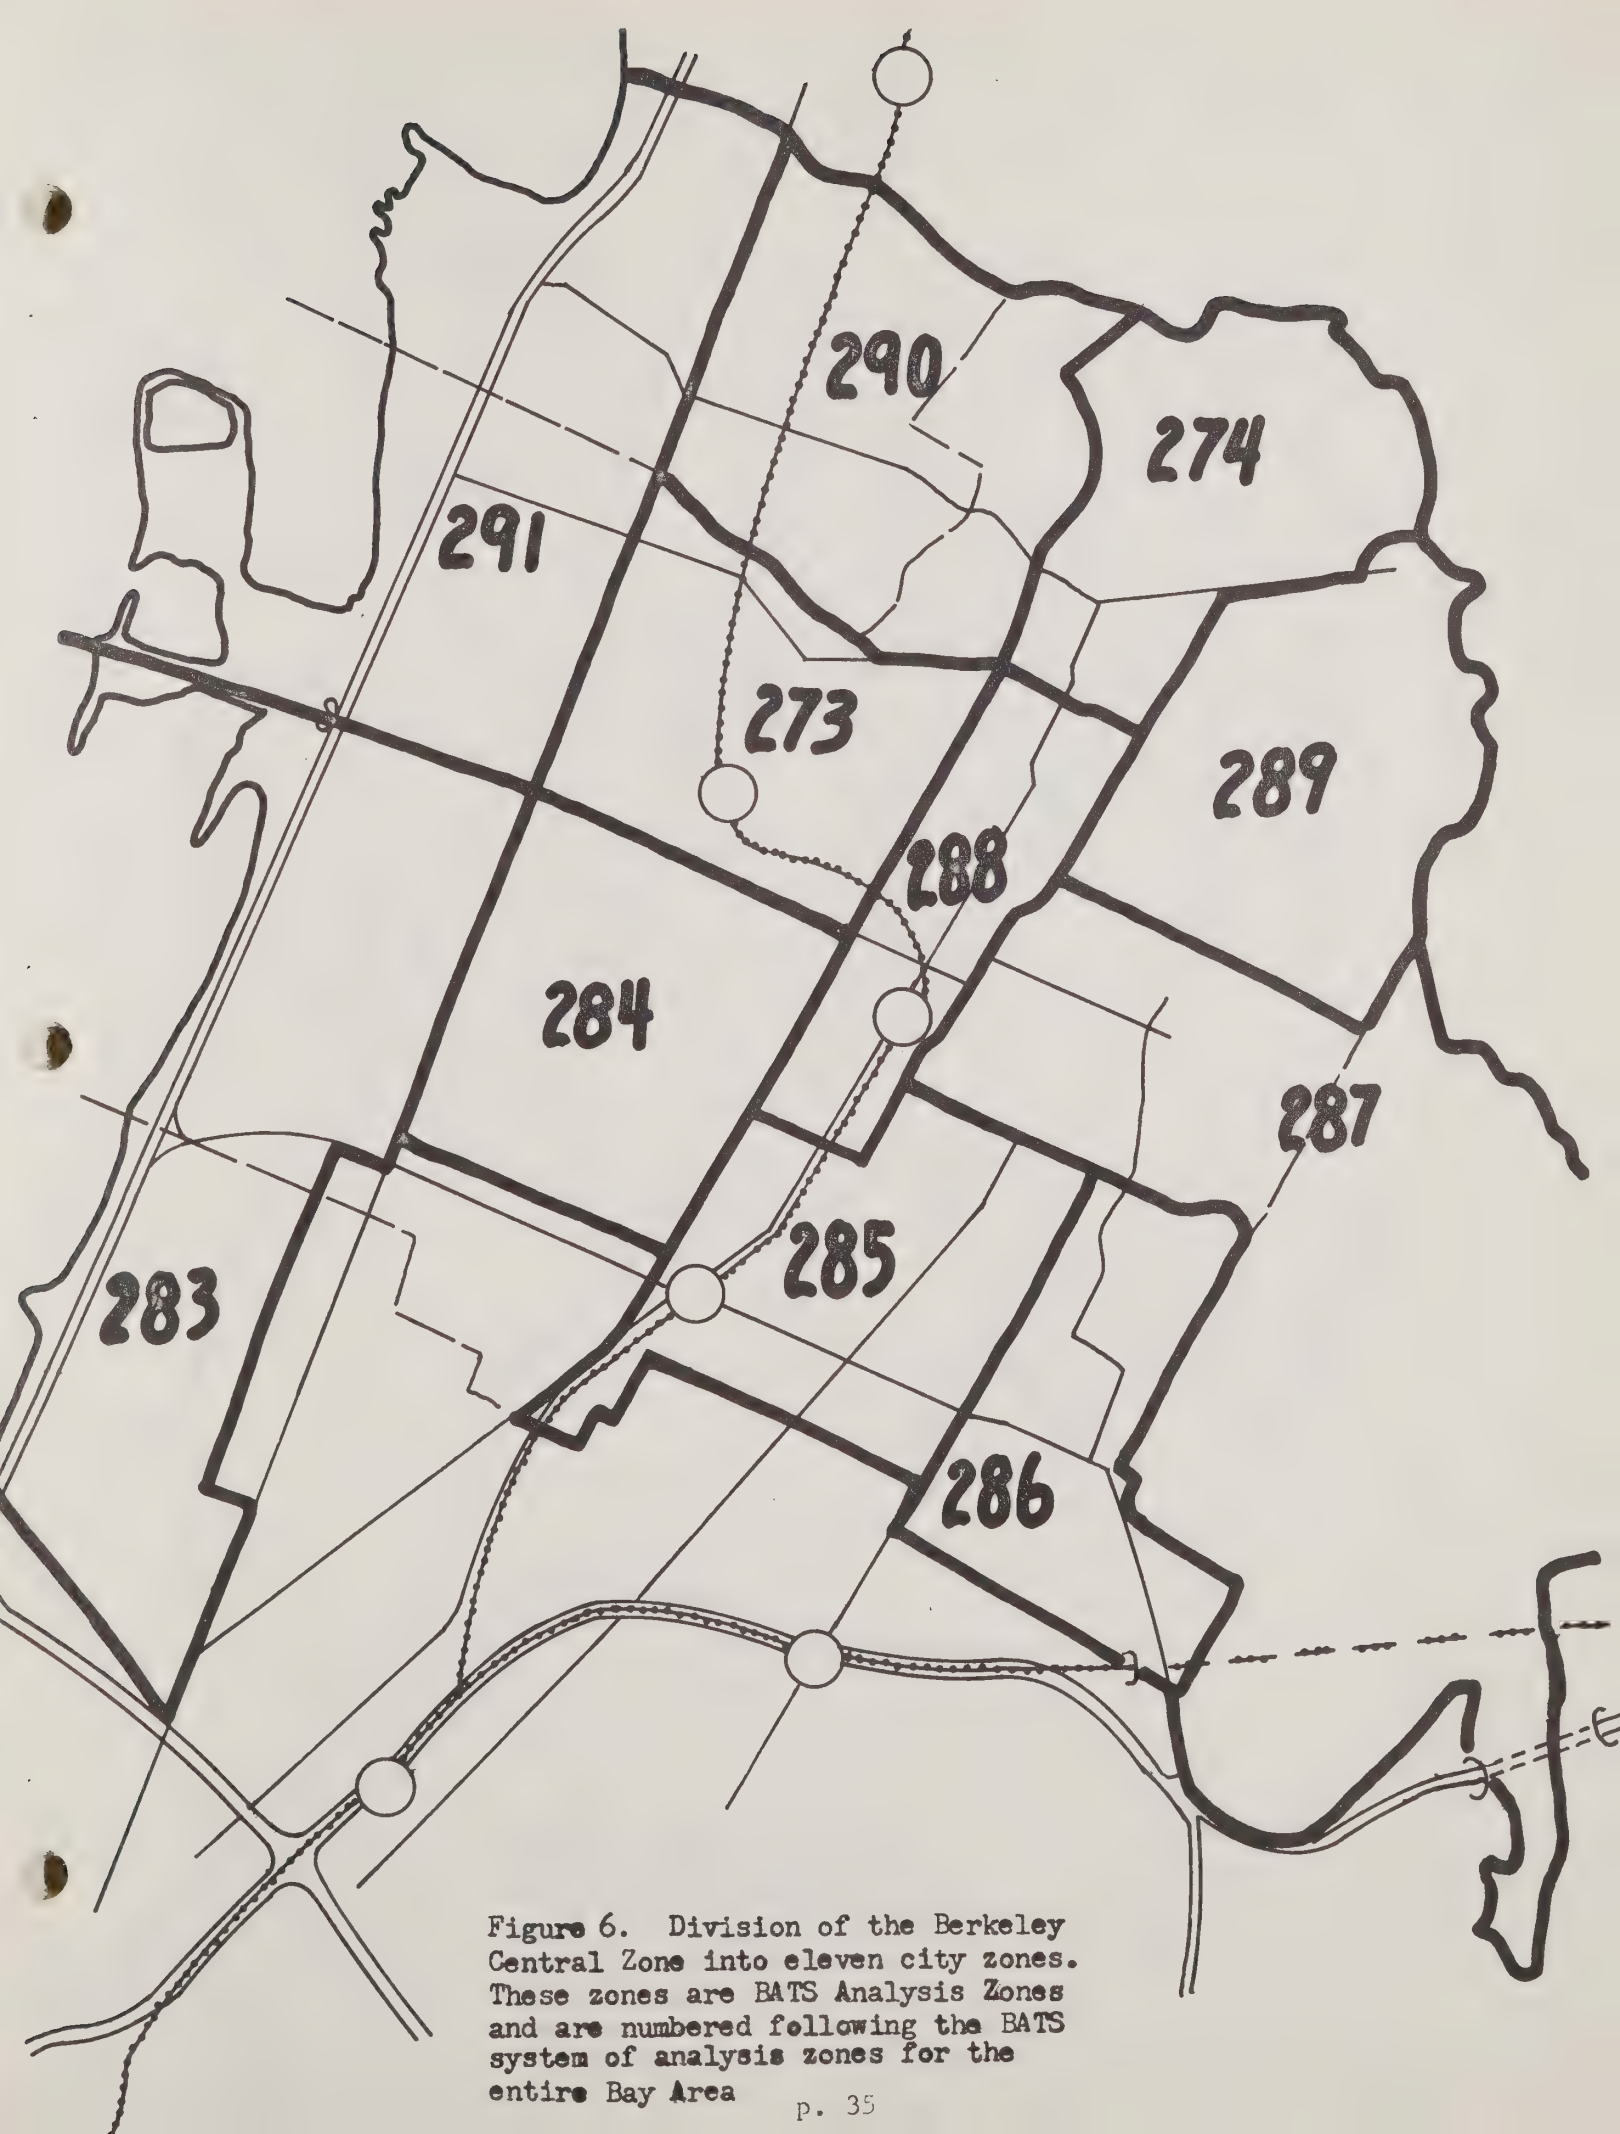 290
274
291
273
289
288
284
287
285
283
286
Figure 6. Division of the Berkeley
Central Zone into eleven city zones.
These zones are BATS Analysis Zones
and are numbered following the BATS
system of analysis zones for the
entire Bay Area
p. 35